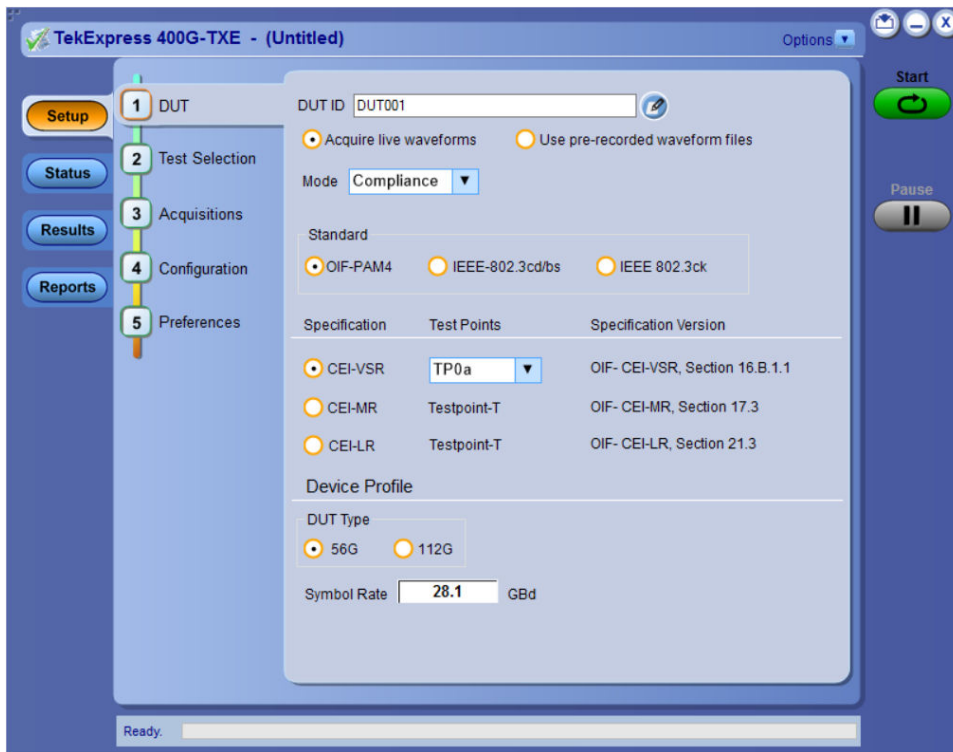 TekExpress 400G-TXE - (Untitled)
Options
X
Start
Pause
Setup
Status
Results
Reports
1 DUT
2 Test Selection
3 Acquisitions
4 Configuration
5 Preferences
DUT ID DUT001
Acquire live waveforms Use pre-recorded waveform files
Mode Compliance
Standard
OIF-PAM4 IEEE-802.3cd/bs IEEE 802.3ck
Specification Test Points Specification Version
CEI-VSR TP0a OIF- CEI-VSR, Section 16.B.1.1
CEI-MR Testpoint-T OIF- CEI-MR, Section 17.3
CEI-LR Testpoint-T OIF- CEI-LR, Section 21.3
Device Profile
DUT Type
56G 112G
Symbol Rate 28.1 GBd
Ready.